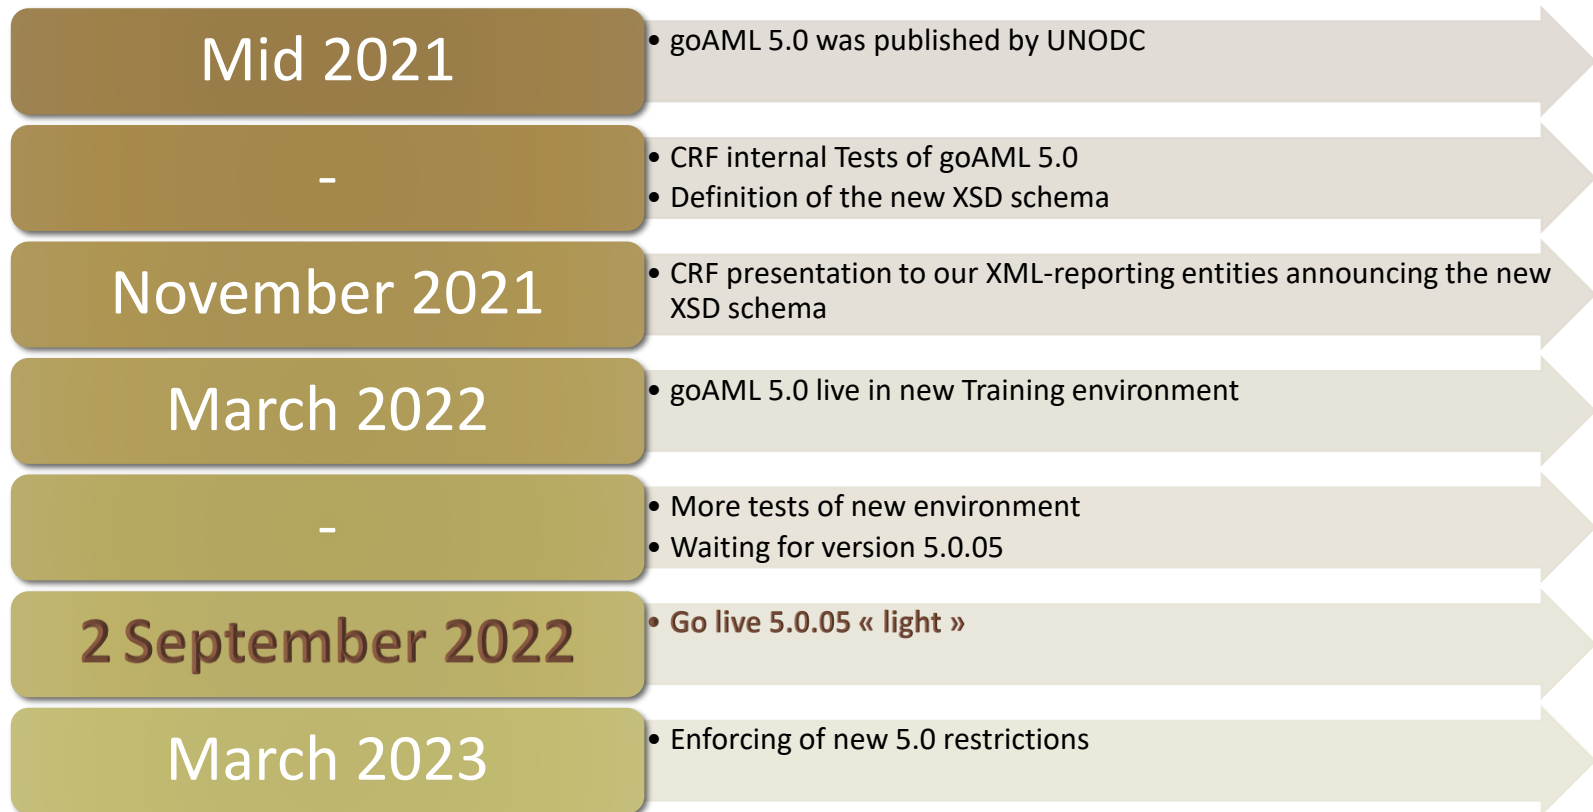 Mid 2021
• goAML 5.0 was published by UNODC
-
• CRF internal Tests of goAML 5.0
• Definition of the new XSD schema
November 2021
• CRF presentation to our XML-reporting entities announcing the new
XSD schema
March 2022
• goAML 5.0 live in new Training environment
-
• More tests of new environment
• Waiting for version 5.0.05
2 September 2022
• Go live 5.0.05 « light »
March 2023
• Enforcing of new 5.0 restrictions